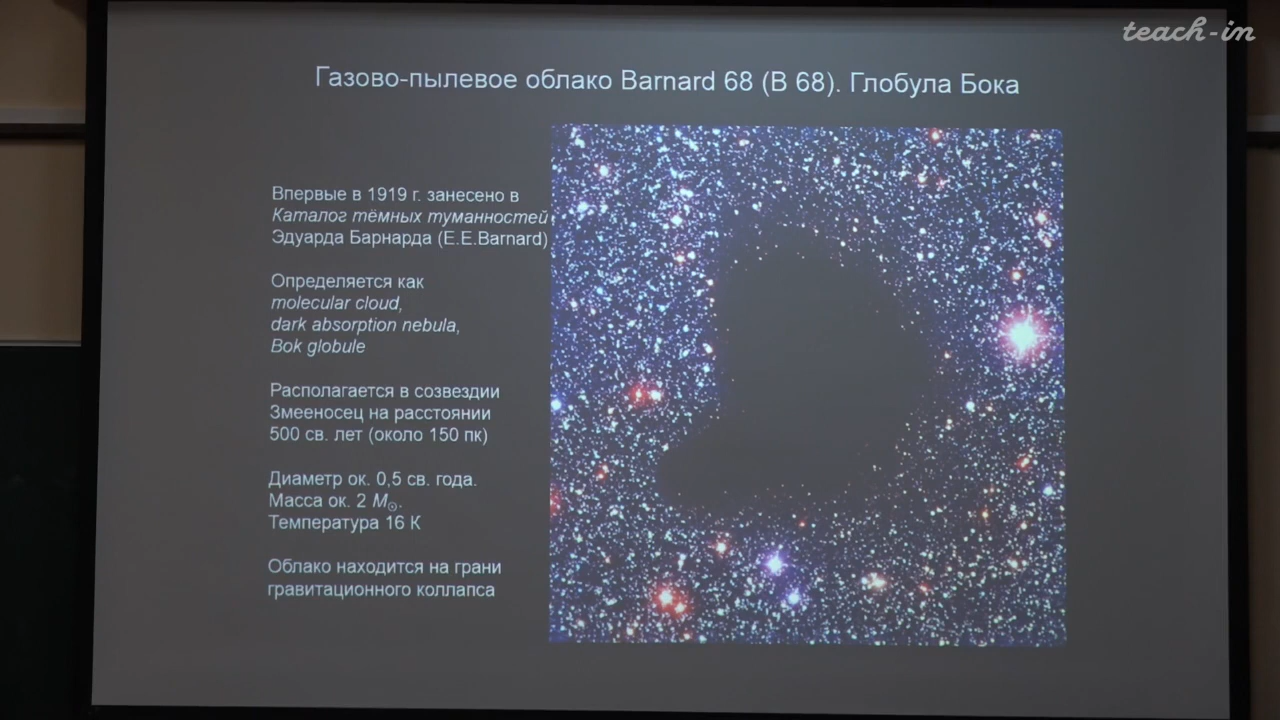 teach-in
Газово-пылевое облако Barnard 68 (B 68). Глобула Бока
Впервые в 1919 г. занесено в
Каталог тёмных туманностей
Эдуарда Барнарда (E.E.Barnard)
Определяется как
molecular cloud,
dark absorption nebula,
Bok globule
Располагается в созвездии
Змееносец на расстоянии
500 св. лет (около 150 пк)
Диаметр ок. 0,5 св. года.
Масса ок. 2 M☉.
Температура 16 К
Облако находится на грани
гравитационного коллапса